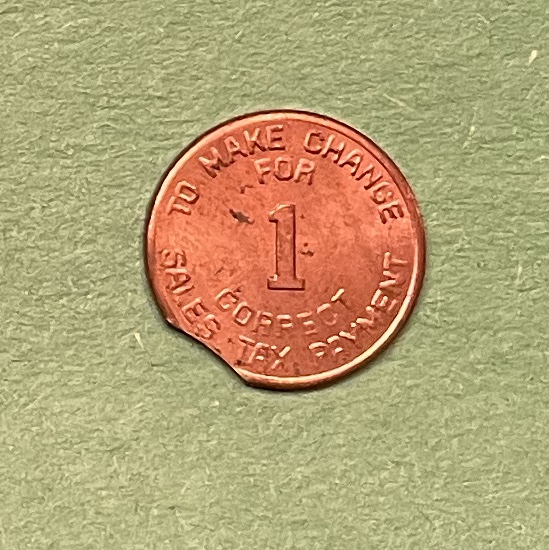 TO MAKE CHANGE
FOR
1
CORRECT
SALES TAX PAYMENT